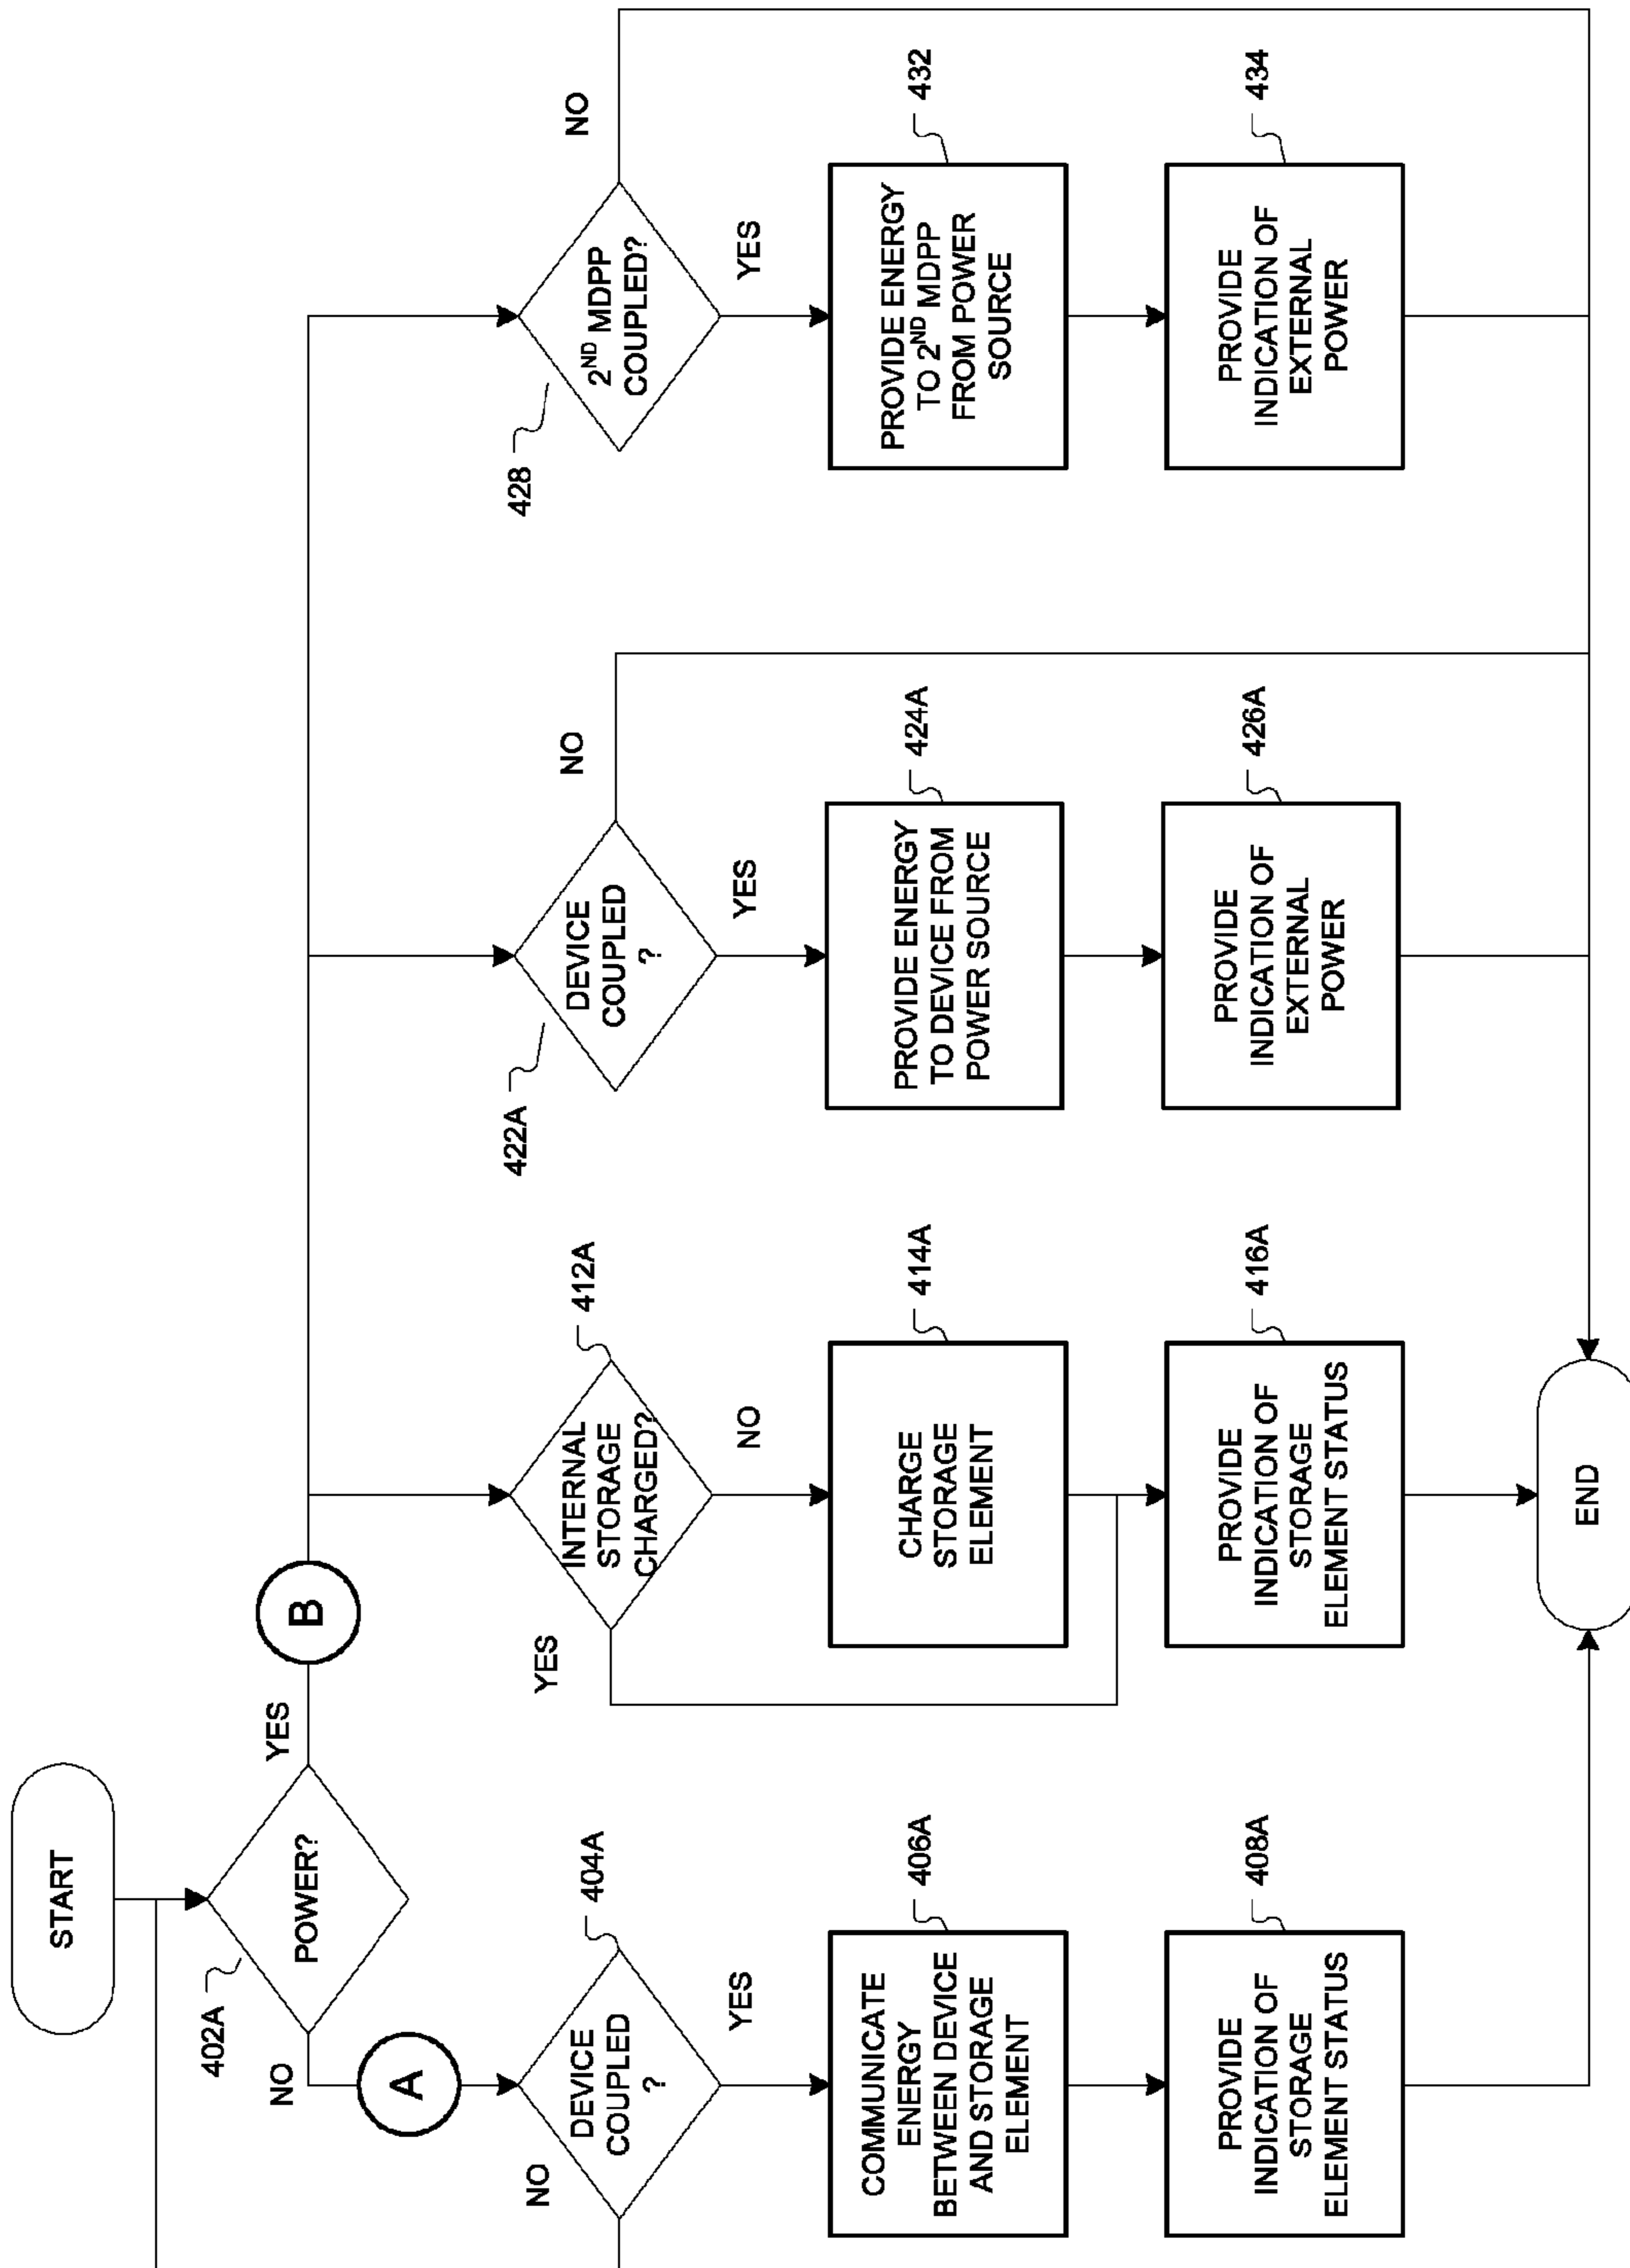 START
402A
POWER?
NO
YES
A
B
404A
DEVICE
COUPLED
?
NO
YES
406A
COMMUNICATE
ENERGY
BETWEEN DEVICE
AND STORAGE
ELEMENT
408A
PROVIDE
INDICATION OF
STORAGE
ELEMENT STATUS
412A
INTERNAL
STORAGE
CHARGED?
YES
NO
414A
CHARGE
STORAGE
ELEMENT
416A
PROVIDE
INDICATION OF
STORAGE
ELEMENT STATUS
422A
DEVICE
COUPLED
?
NO
YES
424A
PROVIDE ENERGY
TO DEVICE FROM
POWER SOURCE
426A
PROVIDE
INDICATION OF
EXTERNAL
POWER
428
2ND MDPP
COUPLED?
NO
YES
432
PROVIDE ENERGY
TO 2ND MDPP
FROM POWER
SOURCE
434
PROVIDE
INDICATION OF
EXTERNAL
POWER
END